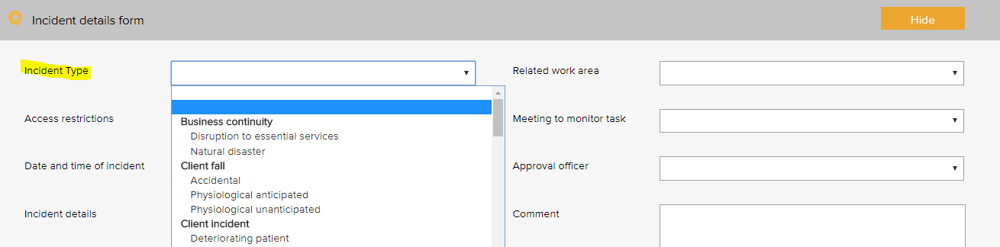 Incident details form
Hide
Incident Type
Related work area
Access restrictions
Meeting to monitor task
Date and time of incident
Approval officer
Incident details
Comment
Business continuity
Disruption to essential services
Natural disaster
Client fall
Accidental
Physiological anticipated
Physiological unanticipated
Client incident
Deteriorating patient